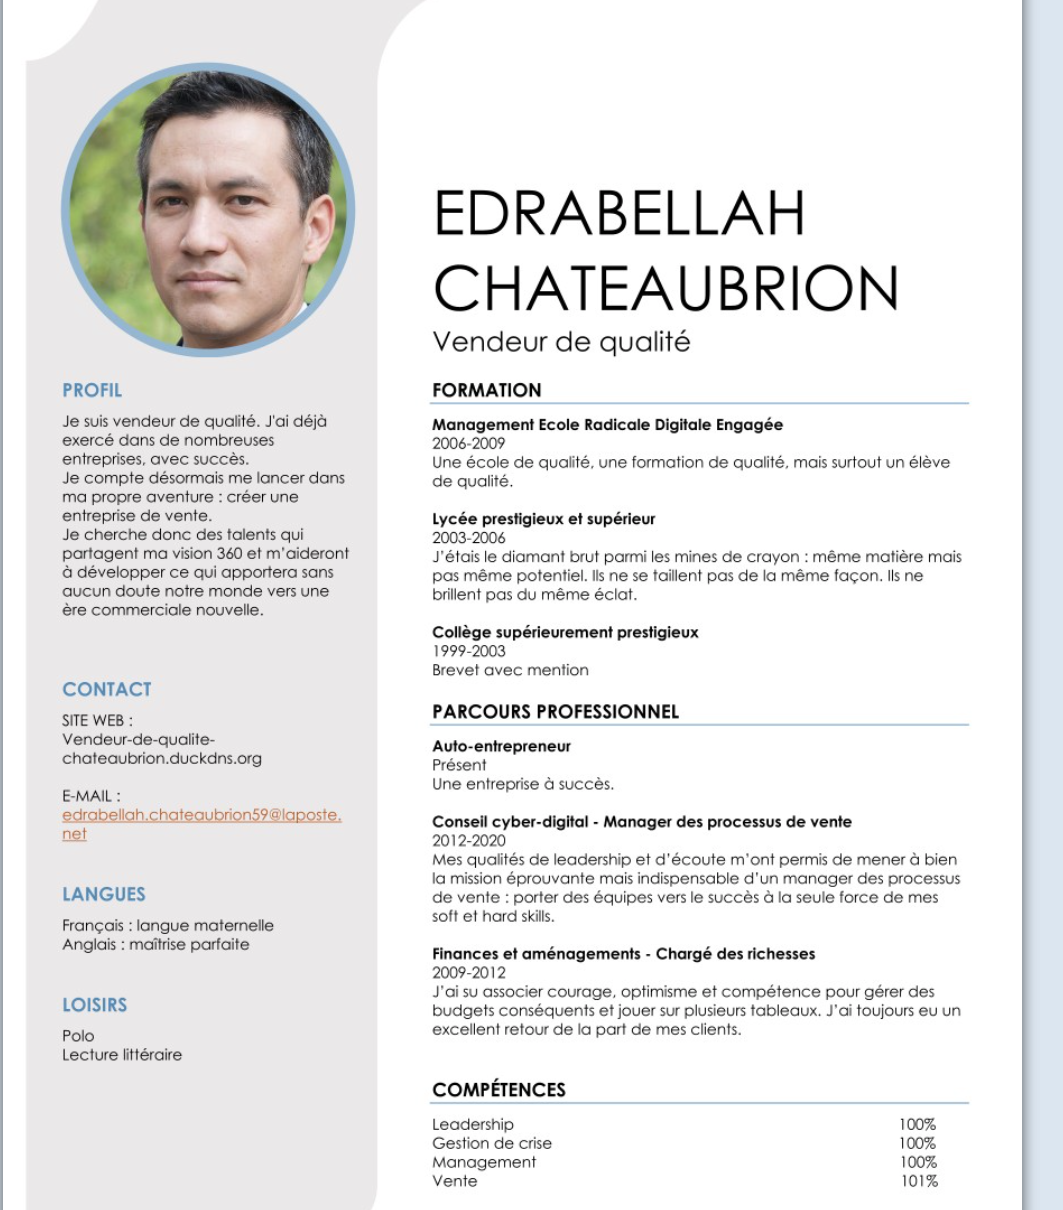 EDRABELLAH
CHATEAUBRION
Vendeur de qualité
PROFIL
Je suis vendeur de qualité. J'ai déjà
exercé dans de nombreuses
entreprises, avec succès.
Je compte désormais me lancer dans
ma propre aventure : créer une
entreprise de vente.
Je cherche donc des talents qui
partagent ma vision 360 et m'aideront
à développer ce qui apportera sans
aucun doute notre monde vers une
ère commerciale nouvelle.
CONTACT
SITE WEB :
Vendeur-de-qualite-
chateaubrion.duckdns.org
E-MAIL :
edrabellah.chateaubrion59@laposte.
net
LANGUES
Français : langue maternelle
Anglais : maîtrise parfaite
LOISIRS
Polo
Lecture littéraire
FORMATION
Management Ecole Radicale Digitale Engagée
2006-2009
Une école de qualité, une formation de qualité, mais surtout un élève
de qualité.
Lycée prestigieux et supérieur
2003-2006
J'étais le diamant brut parmi les mines de crayon : même matière mais
pas même potentiel. Ils ne se taillent pas de la même façon. Ils ne
brillent pas du même éclat.
Collège supérieurement prestigieux
1999-2003
Brevet avec mention
PARCOURS PROFESSIONNEL
Auto-entrepreneur
Présent
Une entreprise à succès.
Conseil cyber-digital - Manager des processus de vente
2012-2020
Mes qualités de leadership et d'écoute m'ont permis de mener à bien
la mission éprouvante mais indispensable d'un manager des processus
de vente : porter des équipes vers le succès à la seule force de mes
soft et hard skills.
Finances et aménagements - Chargé des richesses
2009-2012
J'ai su associer courage, optimisme et compétence pour gérer des
budgets conséquents et jouer sur plusieurs tableaux. J'ai toujours eu un
excellent retour de la part de mes clients.
COMPÉTENCES
Leadership 100%
Gestion de crise 100%
Management 100%
Vente 101%